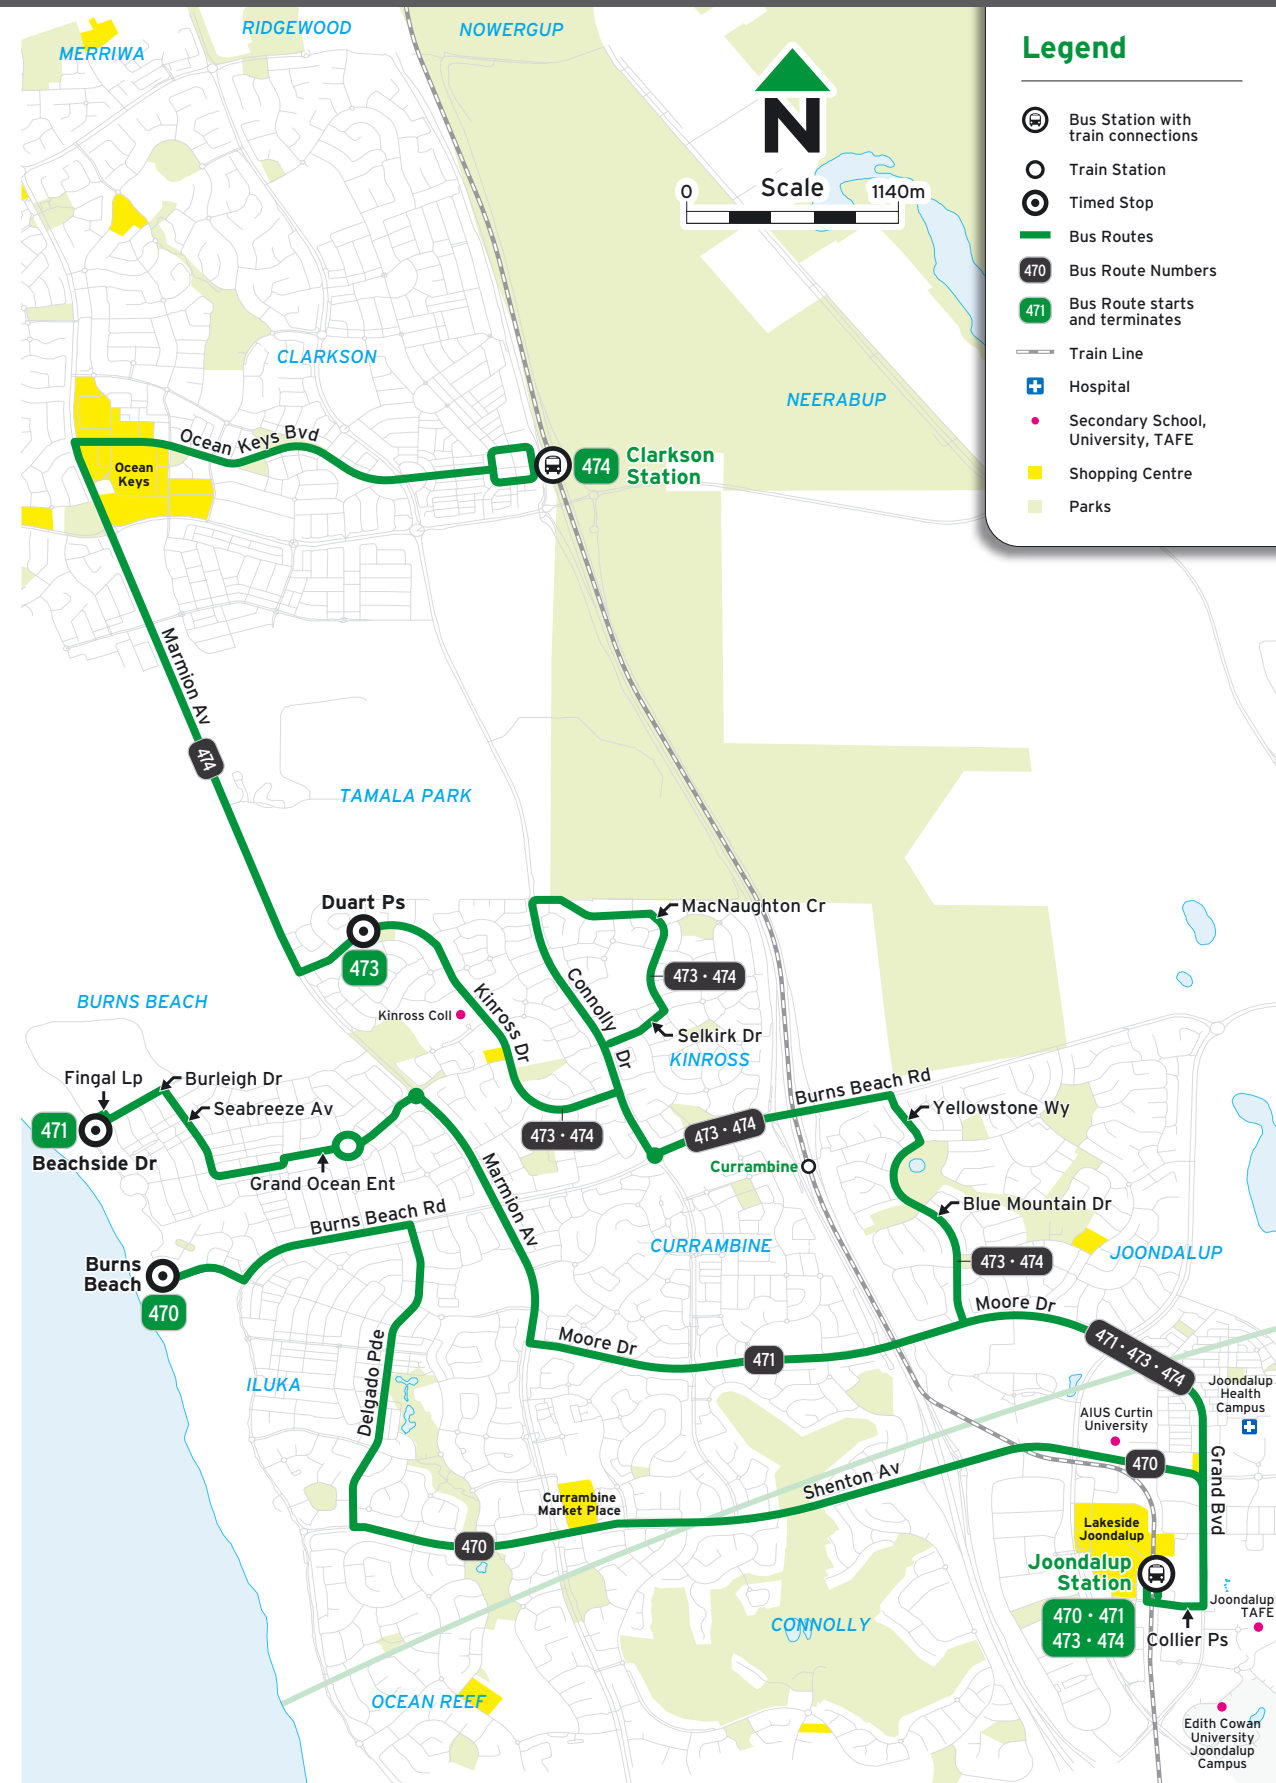 MERRIWA
RIDGEWOOD
NOWERGUP
N
Scale
0
1140m
Legend
Bus Station with
train connections
Train Station
Timed Stop
Bus Routes
470
Bus Route Numbers
471
Bus Route starts
and terminates
Train Line
Hospital
Secondary School,
University, TAFE
Shopping Centre
Parks
CLARKSON
NEERABUP
Ocean Keys Bvd
Ocean
Keys
474
Clarkson
Station
Marmion Av
474
TAMALA PARK
Duart Ps
473
MacNaughton Cr
473 • 474
Connolly Dr
Selkirk Dr
KINROSS
Kinross Coll
Kinross Dr
BURNS BEACH
Fingal Lp
Burleigh Dr
Seabreeze Av
471
Beachside Dr
Grand Ocean Ent
473 • 474
473 • 474
Burns Beach Rd
Yellowstone Wy
Currambine
Marmion Av
Burns Beach Rd
Blue Mountain Dr
CURRAMBINE
JOONDALUP
Burns
Beach
470
473 • 474
Moore Dr
Moore Dr
471
471 • 473 • 474
Delgado Pde
ILUKA
Joondalup
Health
Campus
AIUS Curtin
University
470
Grand Bvd
Shenton Av
Currambine
Market Place
470
Lakeside
Joondalup
Joondalup
Station
470 • 471
473 • 474
Collier Ps
Joondalup
TAFE
CONNOLLY
OCEAN REEF
Edith Cowan
University
Joondalup
Campus